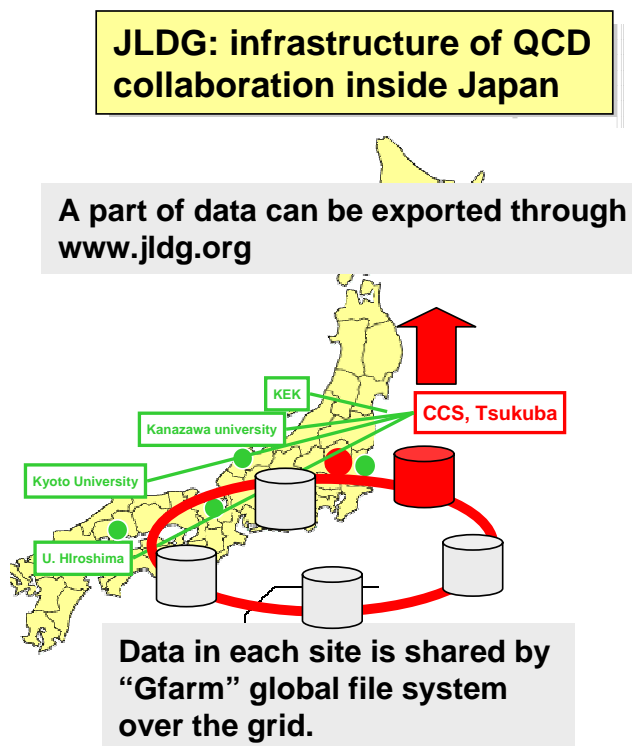 JLDG: infrastructure of QCD
collaboration inside Japan
A part of data can be exported through
www.jldg.org
KEK
CCS, Tsukuba
Kanazawa university
Kyoto University
U. HIroshima
Data in each site is shared by
“Gfarm” global file system
over the grid.